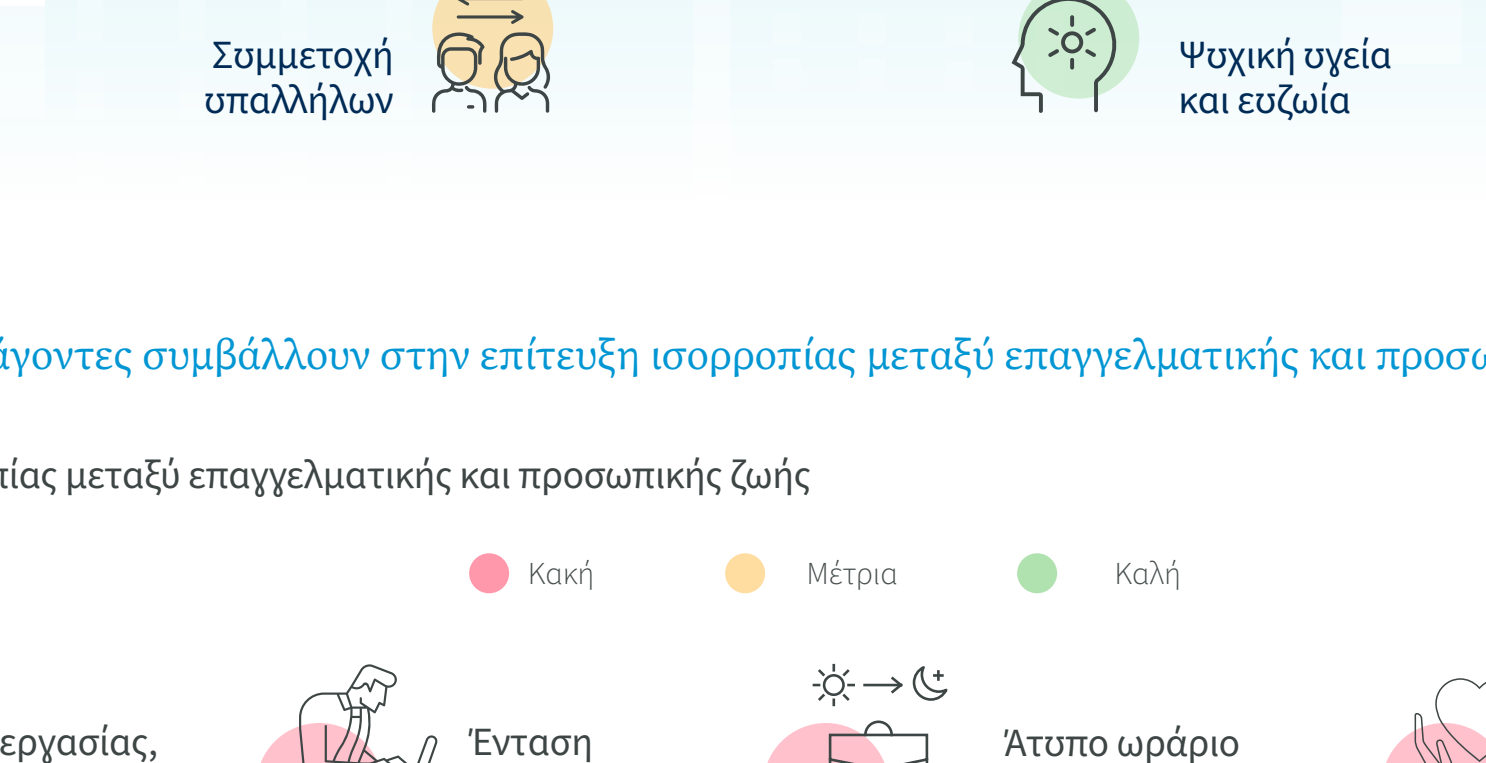 Συμμετοχή
υπαλλήλων
Ψυχική υγεία
και ευζωία
άγοντες συμβάλλουν στην επίτευξη ισορροπίας μεταξύ επαγγελματικής και προσω
πίας μεταξύ επαγγελματικής και προσωπικής ζωής
Κακή
Μέτρια
Καλή
εργασίας,
Ένταση
Άτυπο ωράριο